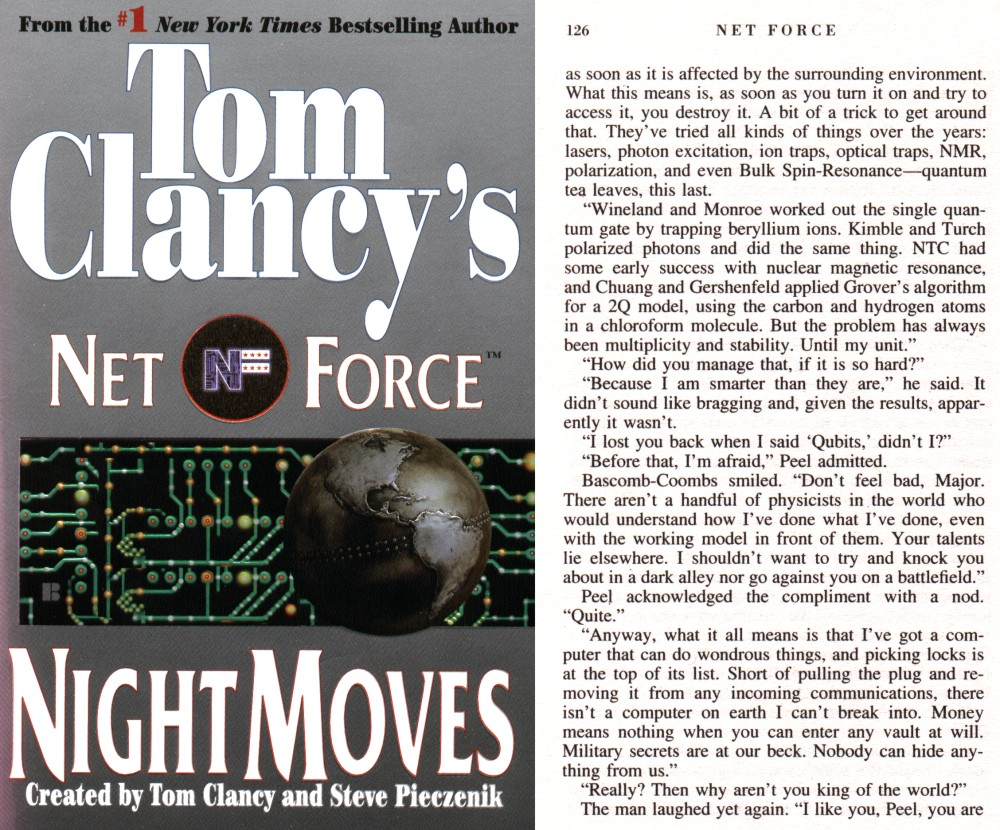 From the #1 New York Times Bestselling Author
Tom
Clancy's
NET NF FORCE™
B
NIGHT MOVES
Created by Tom Clancy and Steve Pieczenik
126 NET FORCE
as soon as it is affected by the surrounding environment.
What this means is, as soon as you turn it on and try to
access it, you destroy it. A bit of a trick to get around
that. They've tried all kinds of things over the years:
lasers, photon excitation, ion traps, optical traps, NMR,
polarization, and even Bulk Spin-Resonance—quantum
tea leaves, this last.
"Wineland and Monroe worked out the single quan-
tum gate by trapping beryllium ions. Kimble and Turch
polarized photons and did the same thing. NTC had
some early success with nuclear magnetic resonance,
and Chuang and Gershenfeld applied Grover's algorithm
for a 2Q model, using the carbon and hydrogen atoms
in a chloroform molecule. But the problem has always
been multiplicity and stability. Until my unit."
"How did you manage that, if it is so hard?"
"Because I am smarter than they are," he said. It
didn't sound like bragging and, given the results, appar-
ently it wasn't.
"I lost you back when I said 'Qubits,' didn't I?"
"Before that, I'm afraid," Peel admitted.
Bascomb-Coombs smiled. "Don't feel bad, Major.
There aren't a handful of physicists in the world who
would understand how I've done what I've done, even
with the working model in front of them. Your talents
lie elsewhere. I shouldn't want to try and knock you
about in a dark alley nor go against you on a battlefield."
Peel acknowledged the compliment with a nod.
"Quite."
"Anyway, what it all means is that I've got a com-
puter that can do wondrous things, and picking locks is
at the top of its list. Short of pulling the plug and re-
moving it from any incoming communications, there
isn't a computer on earth I can't break into. Money
means nothing when you can enter any vault at will.
Military secrets are at our beck. Nobody can hide any-
thing from us."
"Really? Then why aren't you king of the world?"
The man laughed yet again. "I like you, Peel, you are